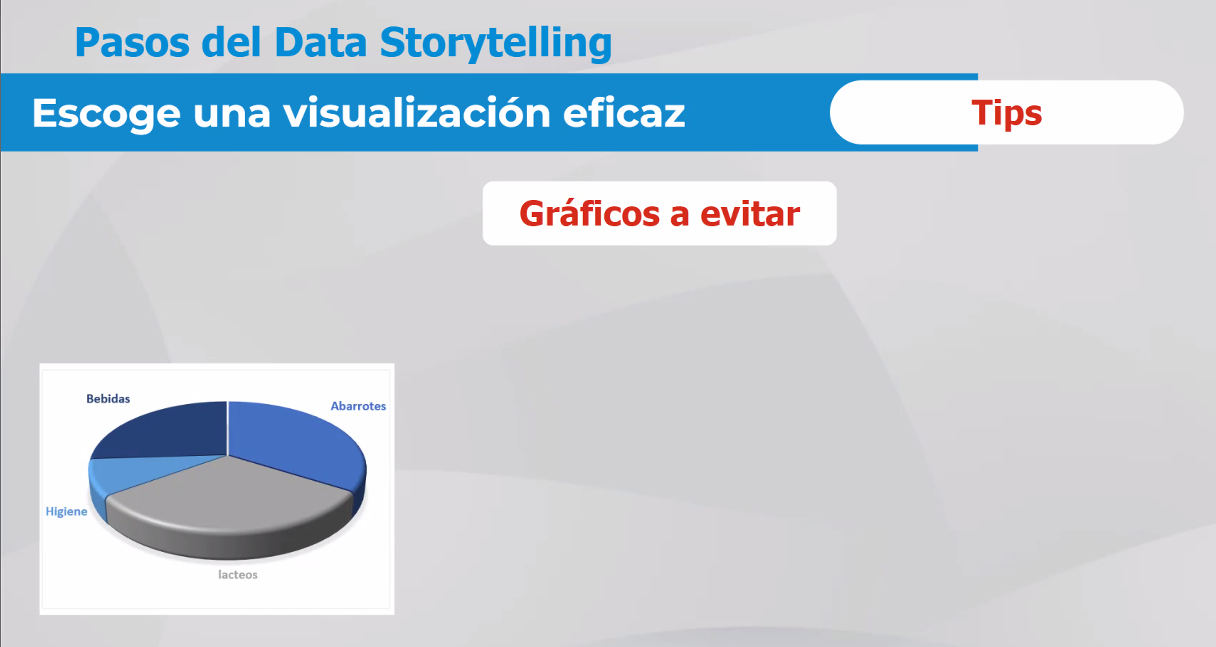 Pasos del Data Storytelling
Escoge una visualización eficaz
Tips
Gráficos a evitar
Bebidas
Abarrotes
Higiene
lacteos